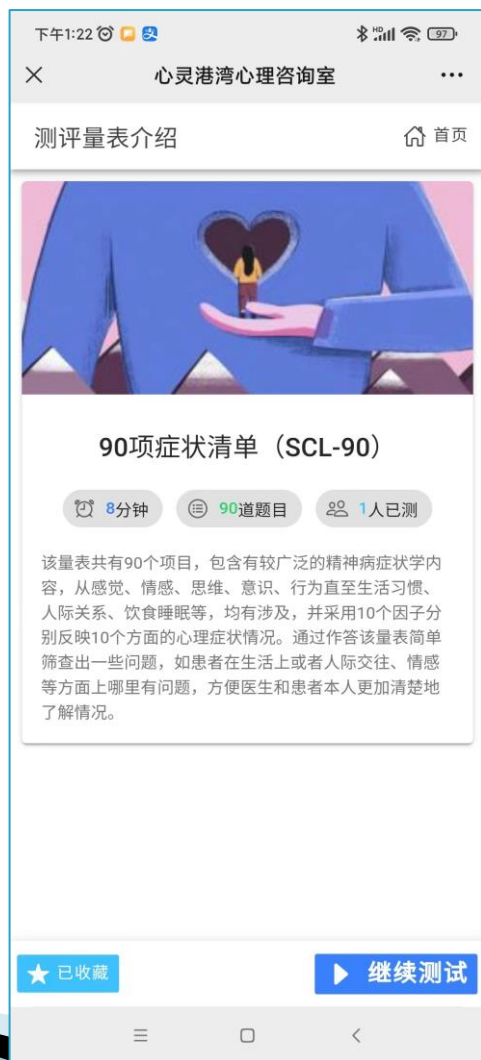 下午1:22
HD
97
心灵港湾心理咨询室
测评量表介绍
首页
90项症状清单（SCL-90）
8分钟
90道题目
1人已测
该量表共有90个项目，包含有较广泛的精神病症状学内
容，从感觉、情感、思维、意识、行为直至生活习惯、
人际关系、饮食睡眠等，均有涉及，并采用10个因子分
别反映10个方面的心理症状情况。通过作答该量表简单
筛查出一些问题，如患者在生活上或者人际交往、情感
等方面上哪里有问题，方便医生和患者本人更加清楚地
了解情况。
已收藏
继续测试